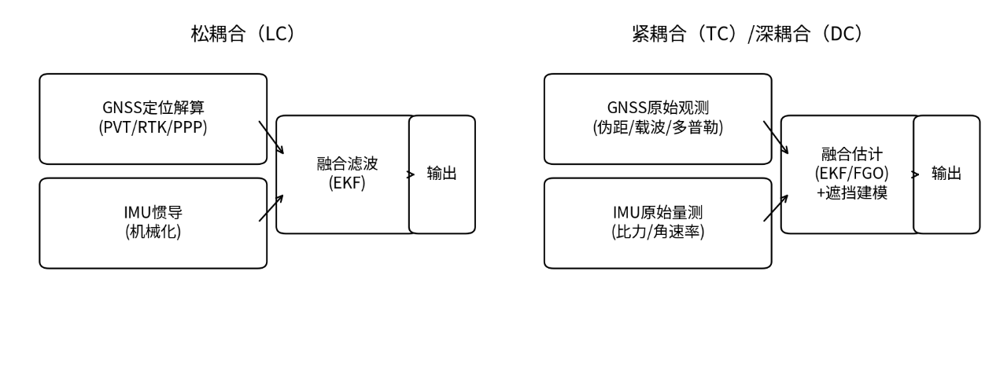 松耦合（LC）
GNSS定位解算
(PVT/RTK/PPP)
IMU惯导
(机械化)
融合滤波
(EKF)
输出
紧耦合（TC）/深耦合（DC）
GNSS原始观测
(伪距/载波/多普勒)
IMU原始量测
(比力/角速率)
融合估计
(EKF/FGO)
+遮挡建模
输出